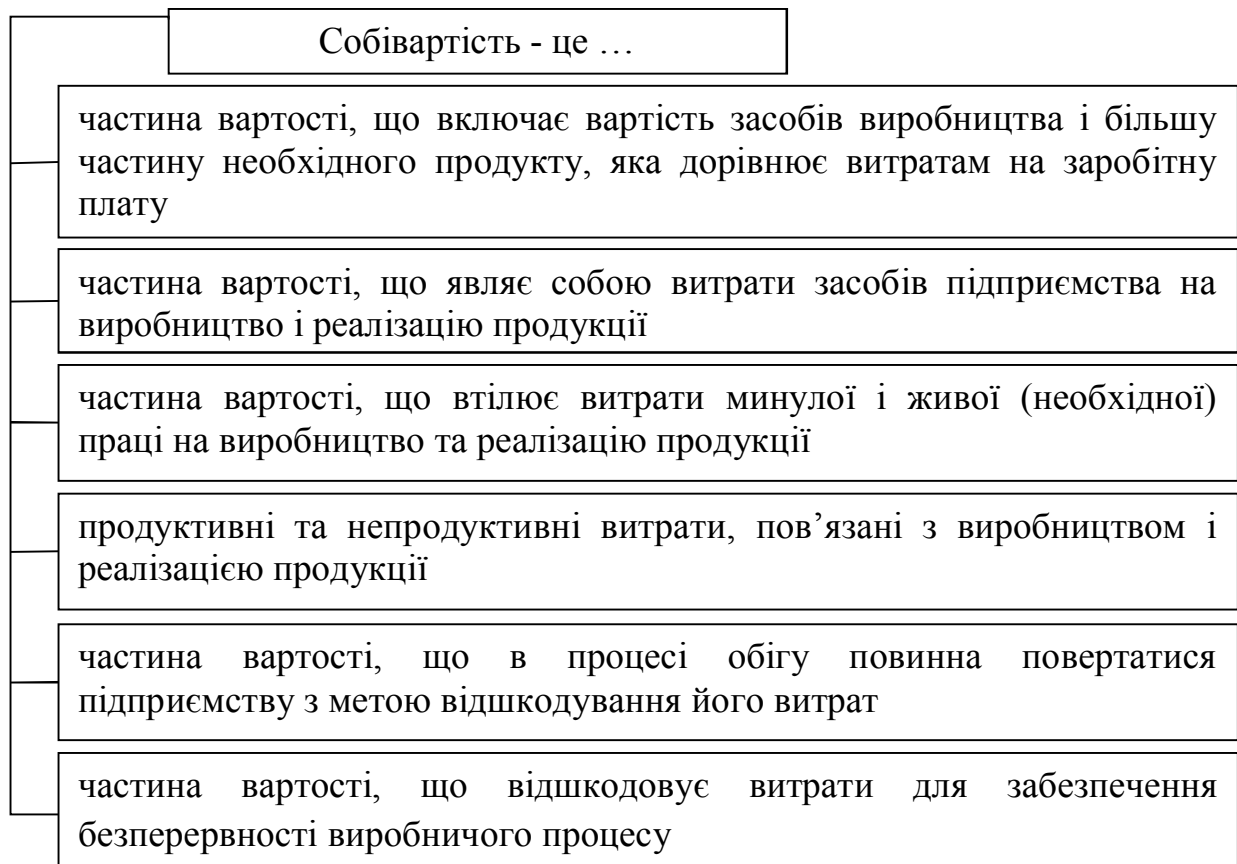 Собівартість - це …
частина вартості, що включає вартість засобів виробництва і більшу
частину необхідного продукту, яка дорівнює витратам на заробітну
плату
частина вартості, що являє собою витрати засобів підприємства на
виробництво і реалізацію продукції
частина вартості, що втілює витрати минулої і живої (необхідної)
праці на виробництво та реалізацію продукції
продуктивні та непродуктивні витрати, пов’язані з виробництвом і
реалізацією продукції
частина вартості, що в процесі обігу повинна повертатися
підприємству з метою відшкодування його витрат
частина вартості, що відшкодовує витрати для забезпечення
безперервності виробничого процесу